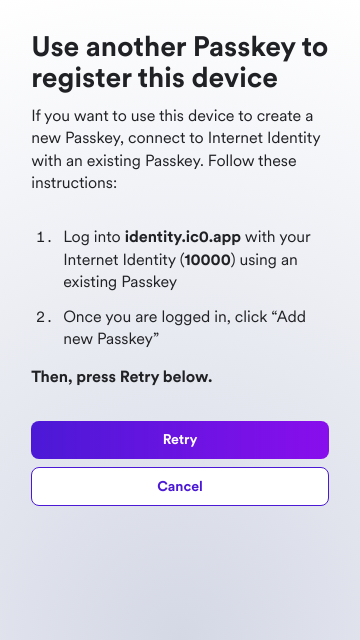 Use another Passkey to
register this device
If you want to use this device to create a
new Passkey, connect to Internet Identity
with an existing Passkey. Follow these
instructions:
1. Log into identity.ic0.app with your
Internet Identity (10000) using an
existing Passkey
2. Once you are logged in, click “Add
new Passkey”
Then, press Retry below.
Retry
Cancel